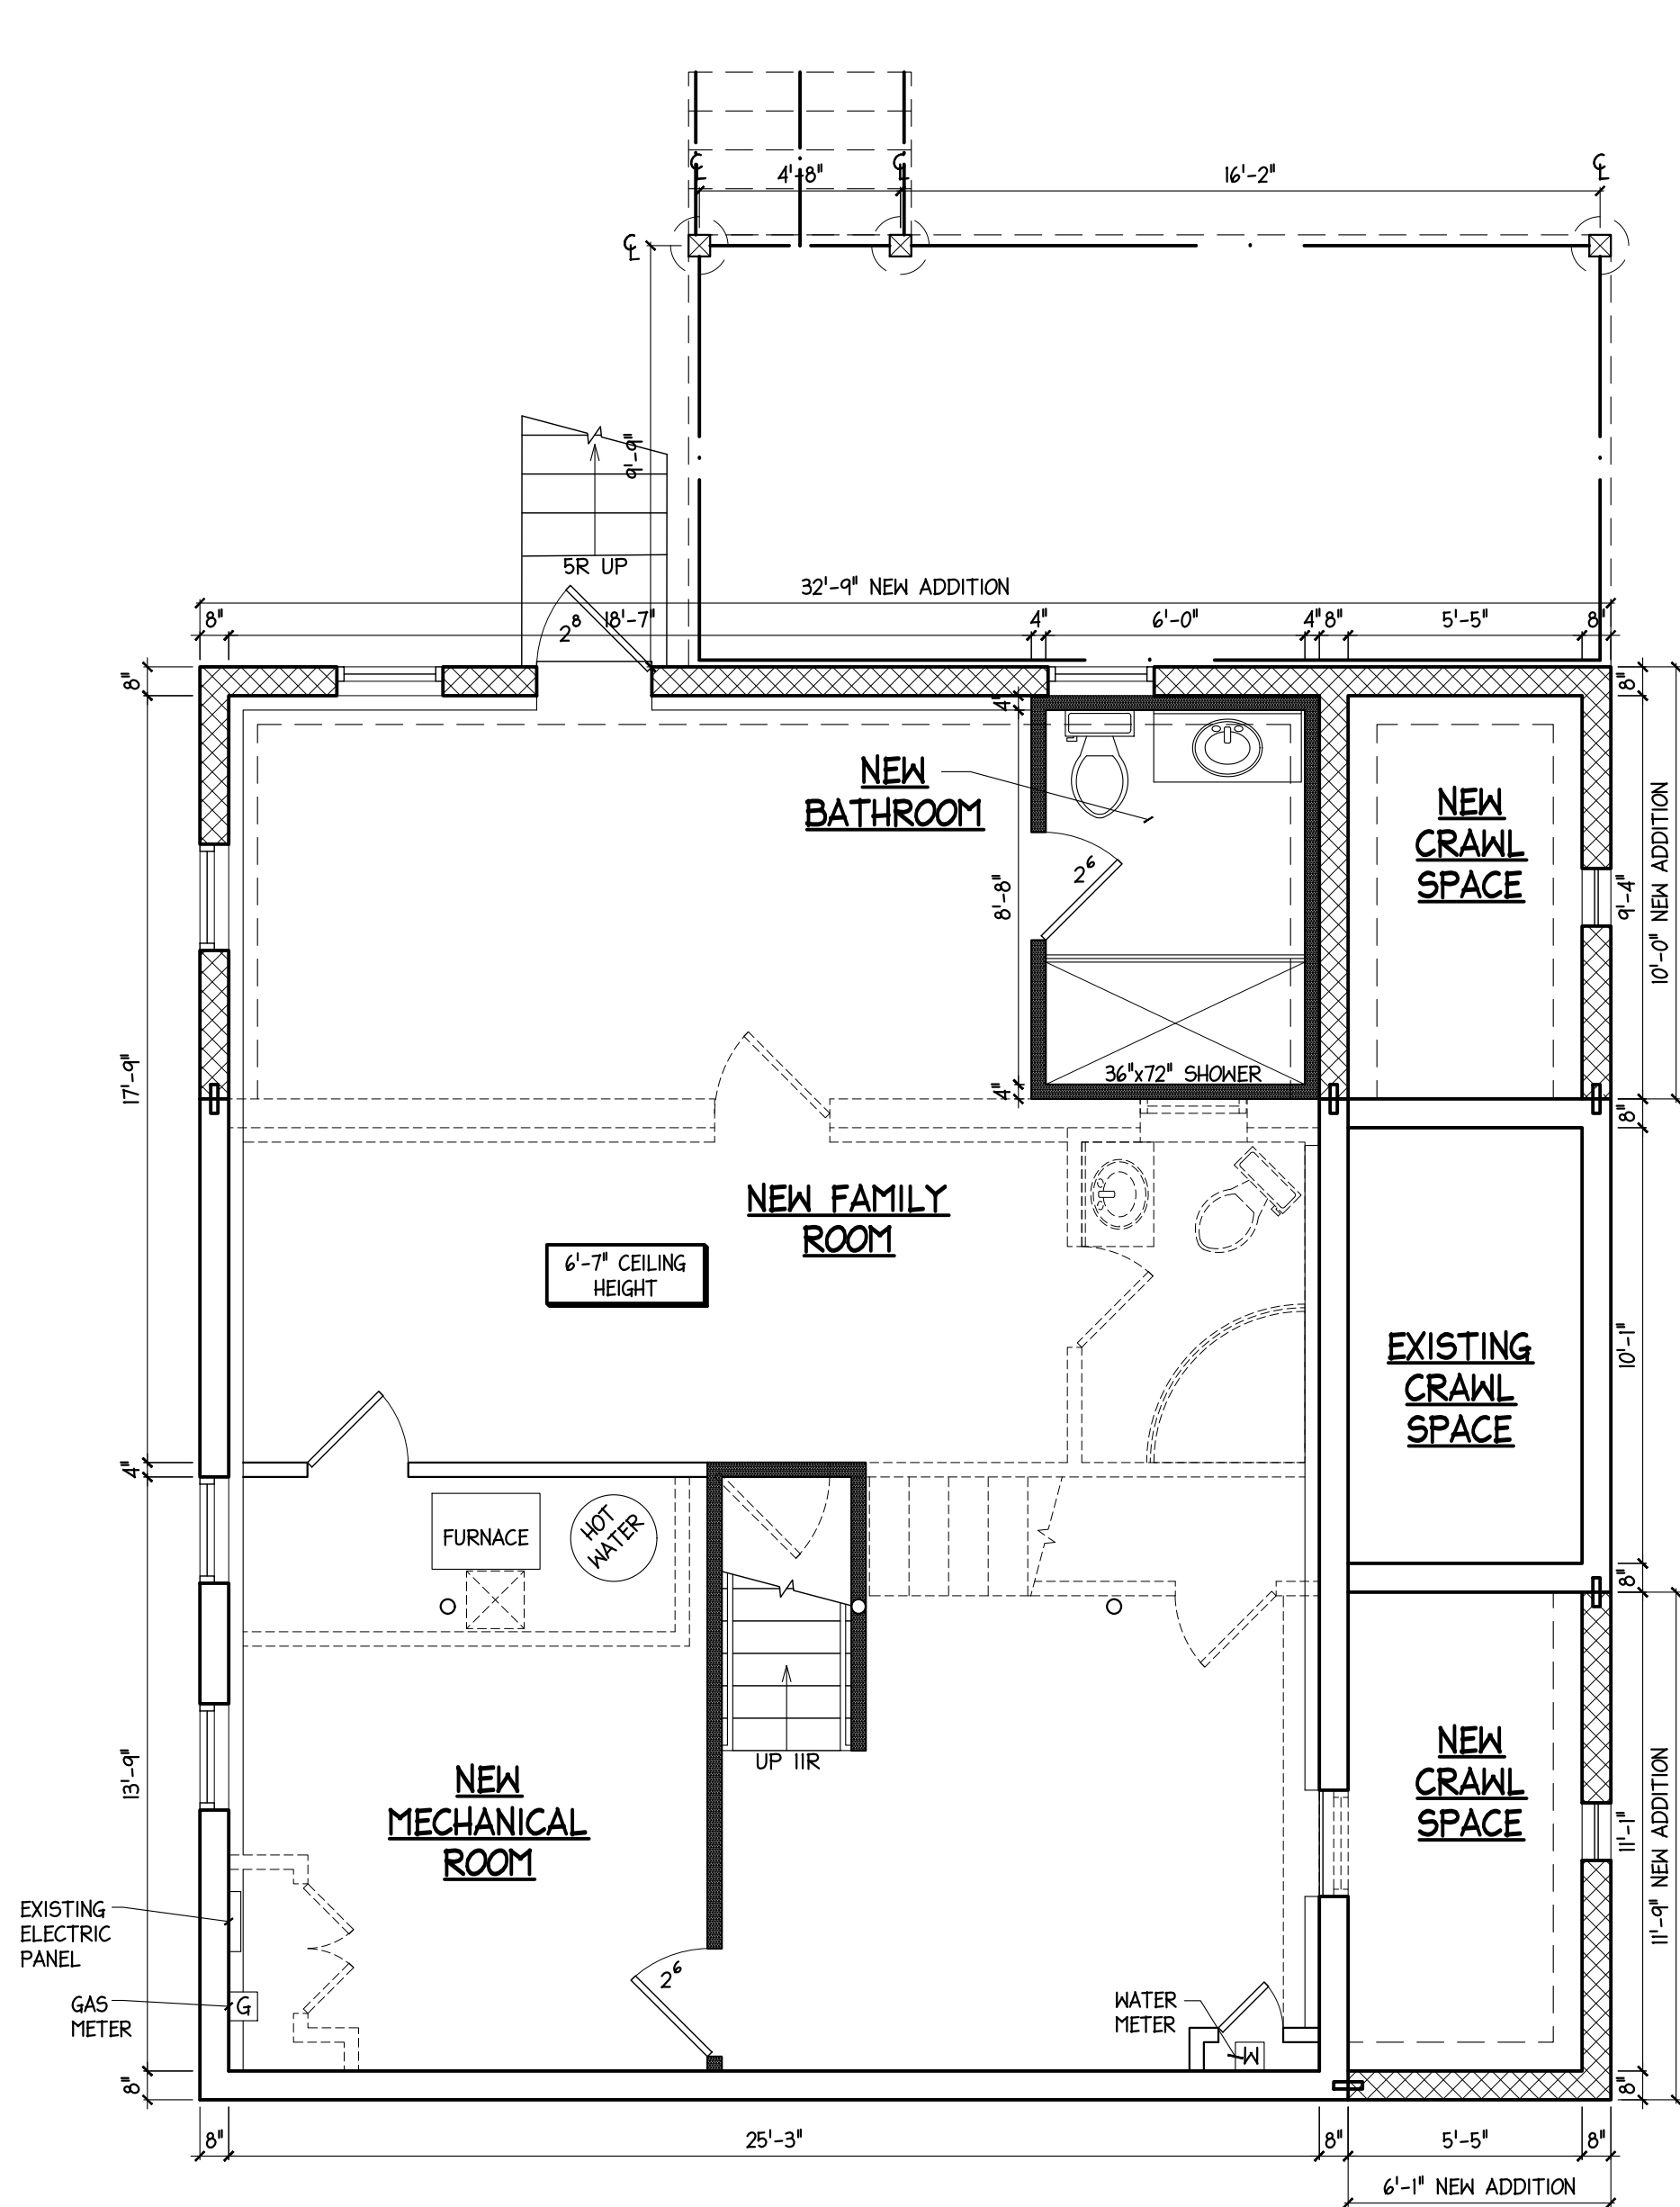 ℄ 4'-8" ℄ 16'-2" ℄
℄
9'-9"
5R UP
32'-9" NEW ADDITION
8" 18'-7" 4" 6'-0" 4" 8" 5'-5" 8"
2⁸
8"
4"
8"
NEW
BATHROOM
NEW
CRAWL
SPACE
2⁶
8'-8"
9'-4"
10'-0" NEW ADDITION
17'-9"
36"x72" SHOWER
4"
8"
NEW FAMILY
ROOM
6'-7" CEILING
HEIGHT
EXISTING
CRAWL
SPACE
10'-1"
4"
FURNACE
HOT
WATER
8"
UP 11R
NEW
MECHANICAL
ROOM
NEW
CRAWL
SPACE
13'-9"
11'-1"
11'-9" NEW ADDITION
EXISTING
ELECTRIC
PANEL
2⁶
GAS
METER
G
WATER
METER
W
8"
8"
8" 25'-3" 8" 5'-5" 8"
6'-1" NEW ADDITION